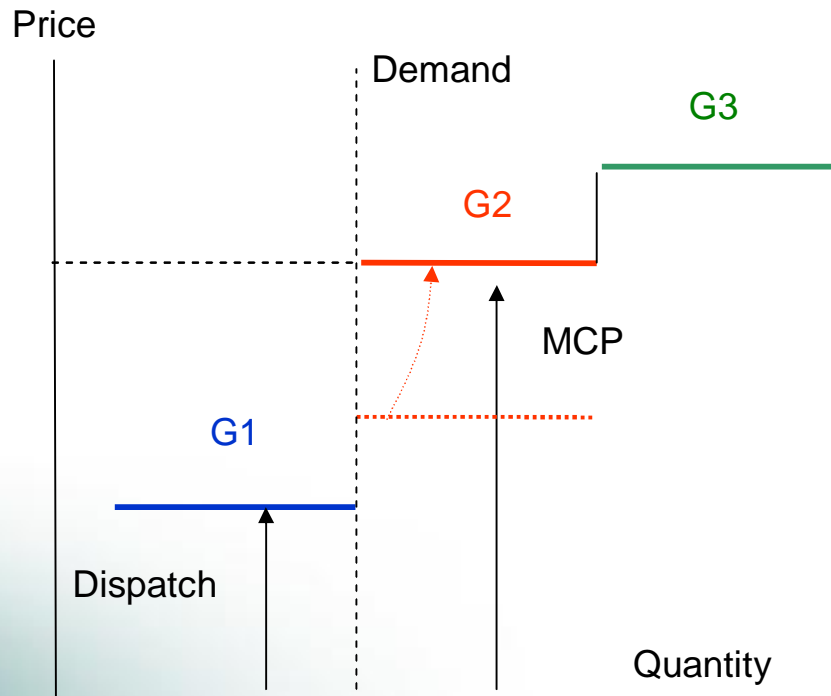 Price
Demand
G3
G2
MCP
G1
Dispatch
Quantity